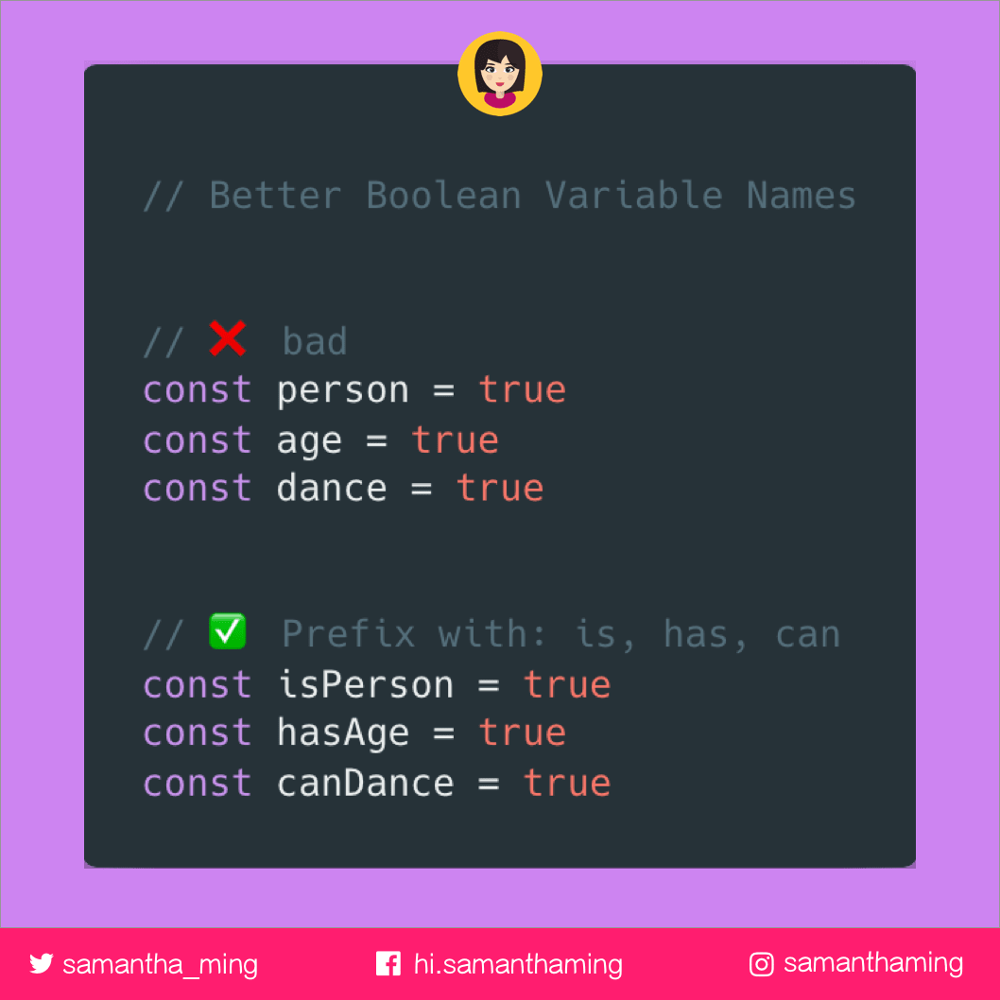 // Better Boolean Variable Names
// ❌ bad
const person = true
const age = true
const dance = true
// ✅ Prefix with: is, has, can
const isPerson = true
const hasAge = true
const canDance = true
samantha_ming hi.samanthaming samanthaming